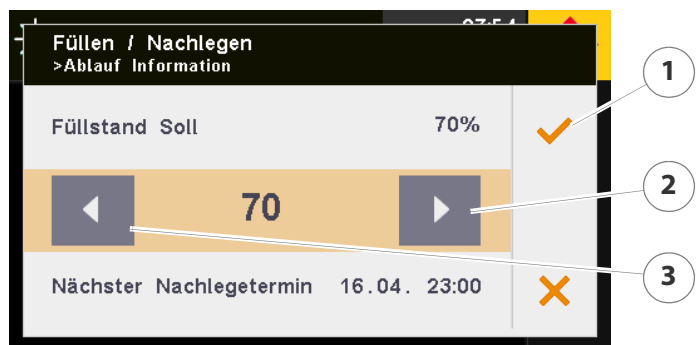 Füllen / Nachlegen
>Ablauf Information
1
Füllstand Soll 70%
2
70
3
Nächster Nachlegetermin 16.04. 23:00